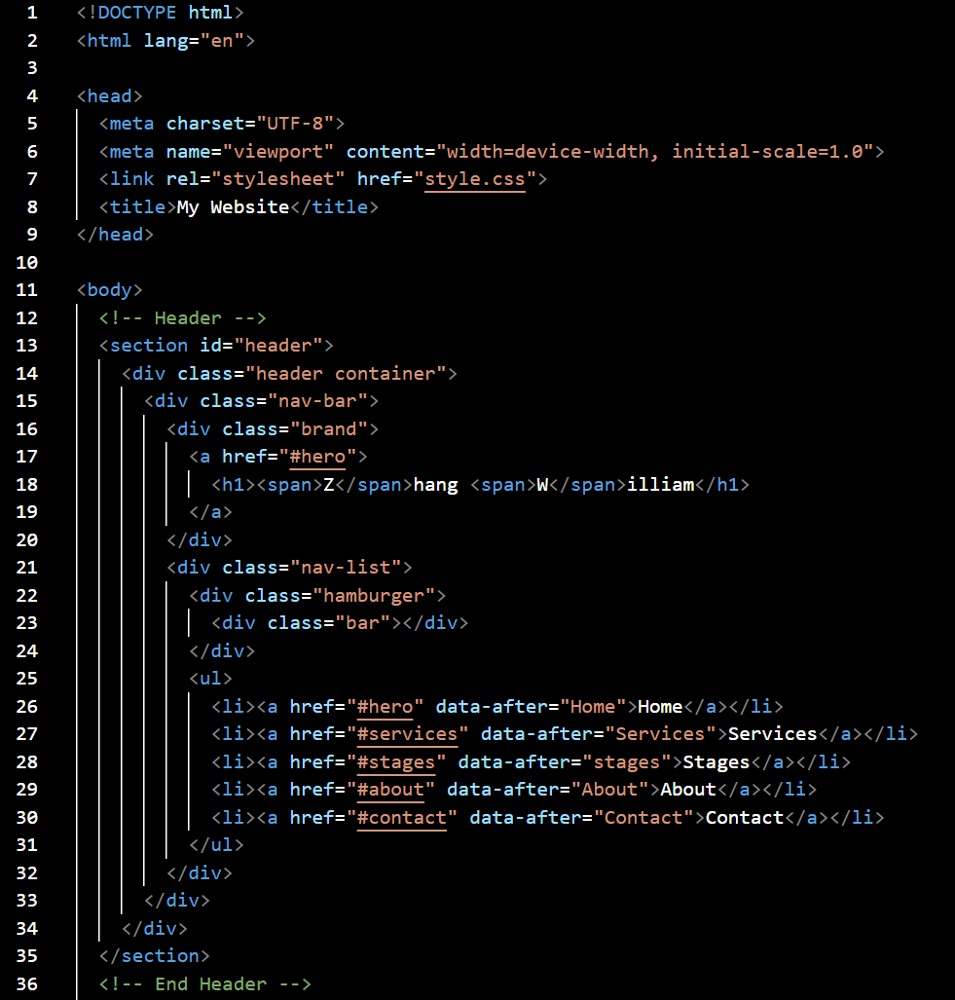 1 <!DOCTYPE html>
2 <html lang="en">
3
4 <head>
5   <meta charset="UTF-8">
6   <meta name="viewport" content="width=device-width, initial-scale=1.0">
7   <link rel="stylesheet" href="style.css">
8   <title>My Website</title>
9 </head>
10
11 <body>
12   <!-- Header -->
13   <section id="header">
14     <div class="header container">
15       <div class="nav-bar">
16         <div class="brand">
17           <a href="#hero">
18             <h1><span>Z</span>hang <span>W</span>illiam</h1>
19           </a>
20         </div>
21         <div class="nav-list">
22           <div class="hamburger">
23             <div class="bar"></div>
24           </div>
25           <ul>
26             <li><a href="#hero" data-after="Home">Home</a></li>
27             <li><a href="#services" data-after="Services">Services</a></li>
28             <li><a href="#stages" data-after="stages">Stages</a></li>
29             <li><a href="#about" data-after="About">About</a></li>
30             <li><a href="#contact" data-after="Contact">Contact</a></li>
31           </ul>
32         </div>
33       </div>
34     </div>
35   </section>
36   <!-- End Header -->